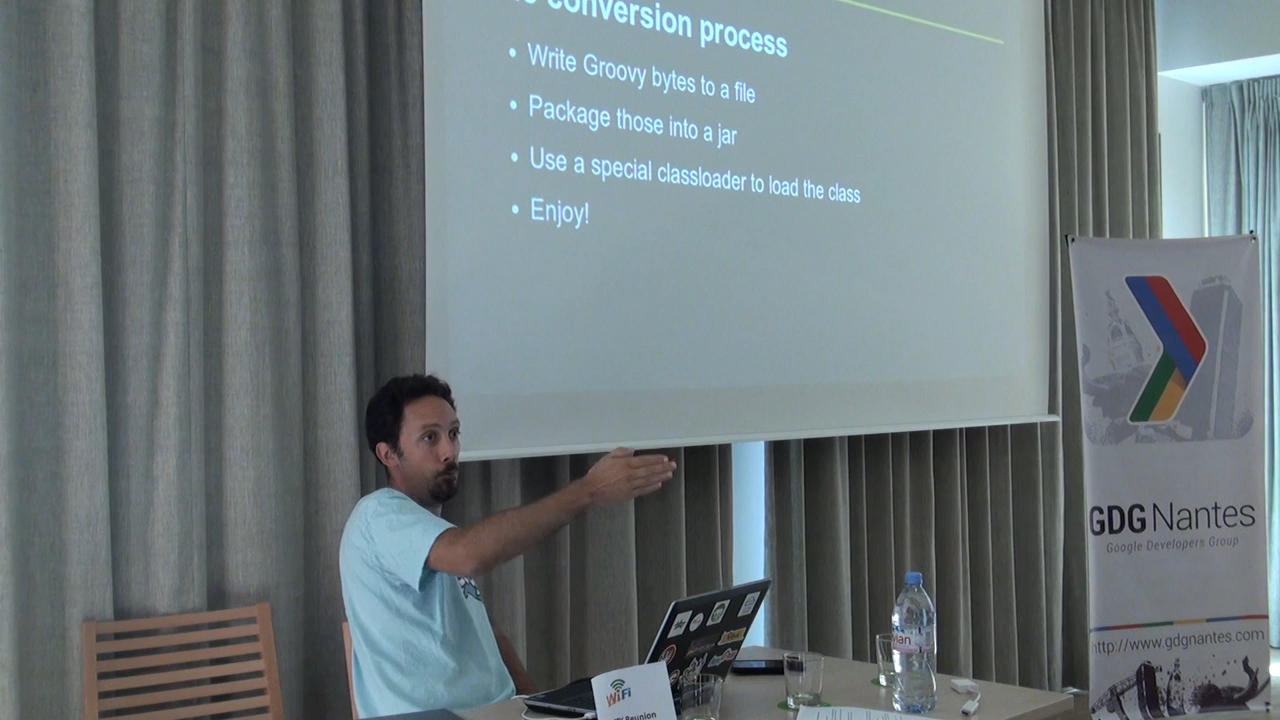 conversion process
• Write Groovy bytes to a file
• Package those into a jar
• Use a special classloader to load the class
• Enjoy!
GDG Nantes
Google Developers Group
http://www.gdgnantes.com
WiFi
Reunion